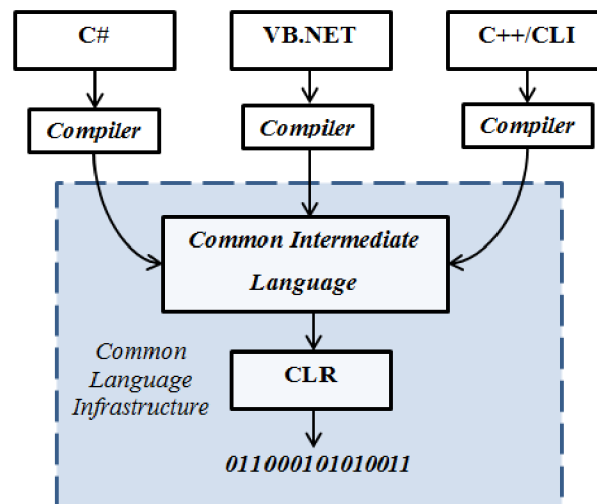 C#
VB.NET
C++/CLI
Compiler
Compiler
Compiler
Common Intermediate
Language
Common
Language
Infrastructure
CLR
011000101010011